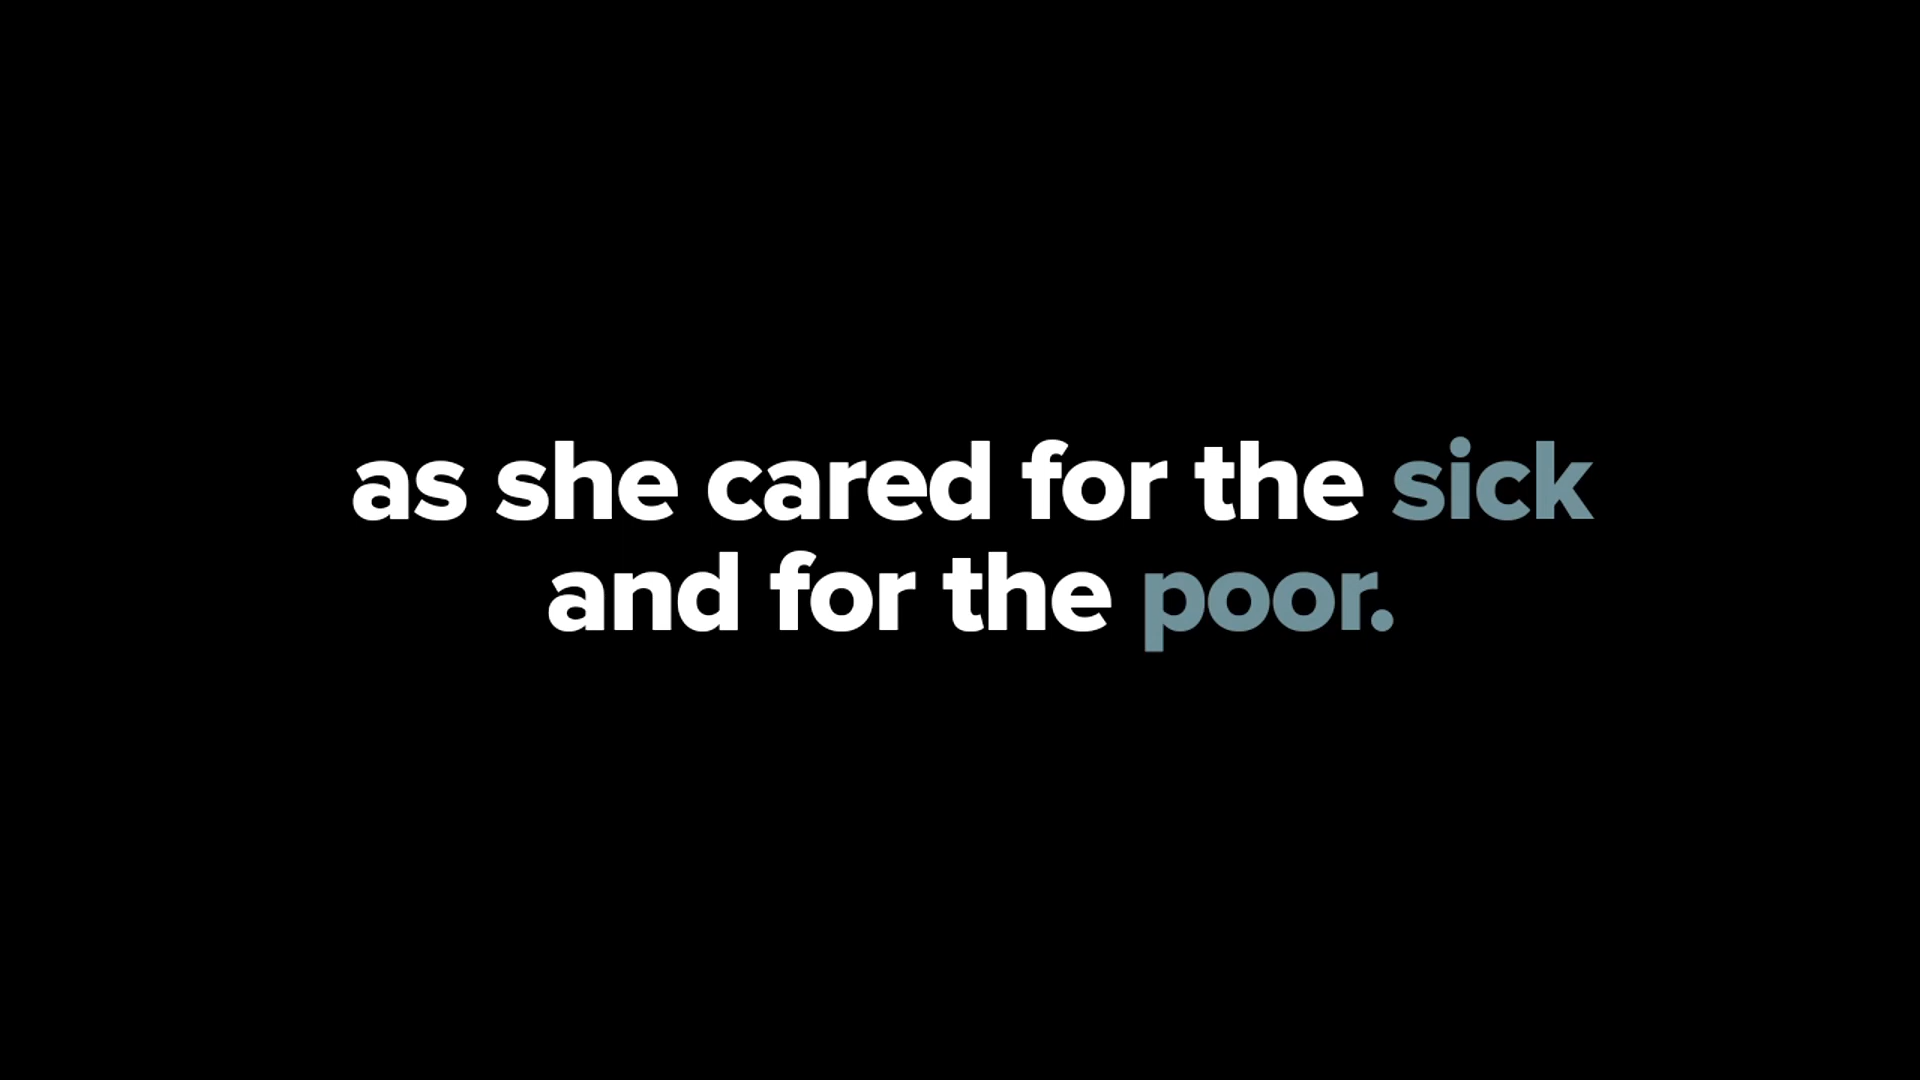 as she cared for the sick
and for the poor.